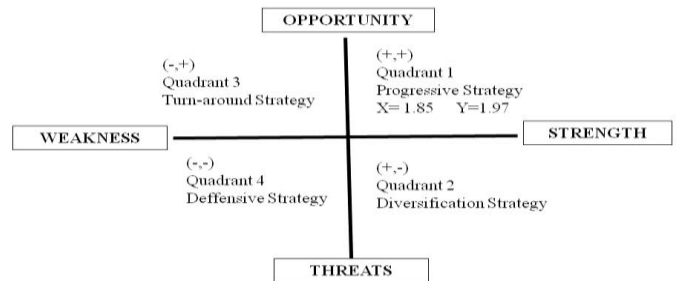 OPPORTUNITY
(-,+)
Quadrant 3
Turn-around Strategy
(+,+)
Quadrant 1
Progressive Strategy
X= 1.85 Y=1.97
WEAKNESS
STRENGTH
(-,-)
Quadrant 4
Deffensive Strategy
(+,-)
Quadrant 2
Diversification Strategy
THREATS